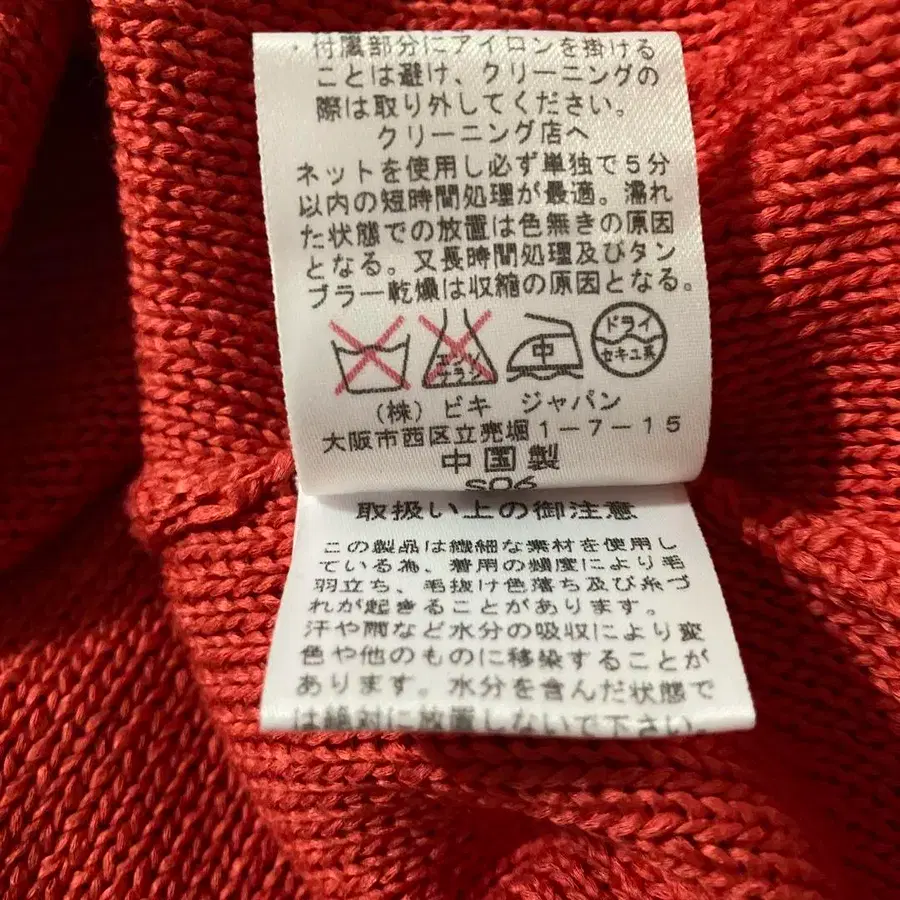 ・付属部分にアイロンを掛ける
ことは避け、クリーニングの
際は取り外してください。
クリーニング店へ
ネットを使用し必ず単独で5分
以内の短時間処理が最適。濡れ
た状態での放置は色無きの原因
となる。又長時間処理及びタン
ブラー乾燥は収縮の原因となる。
エンソ
サラシ
中
ドライ
セキユ系
(株) ビキ ジャパン
大阪市西区立売堀1-7-15
中国製
S06
取扱い上の御注意
この製品は繊細な素材を使用し
ている為、着用の頻度により毛
羽立ち、毛抜け色落ち及び糸づ
れが起きることがあります。
汗や雨など水分の吸収により変
色や他のものに移染することが
あります。水分を含んだ状態で
は絶対に放置しないで下さい。